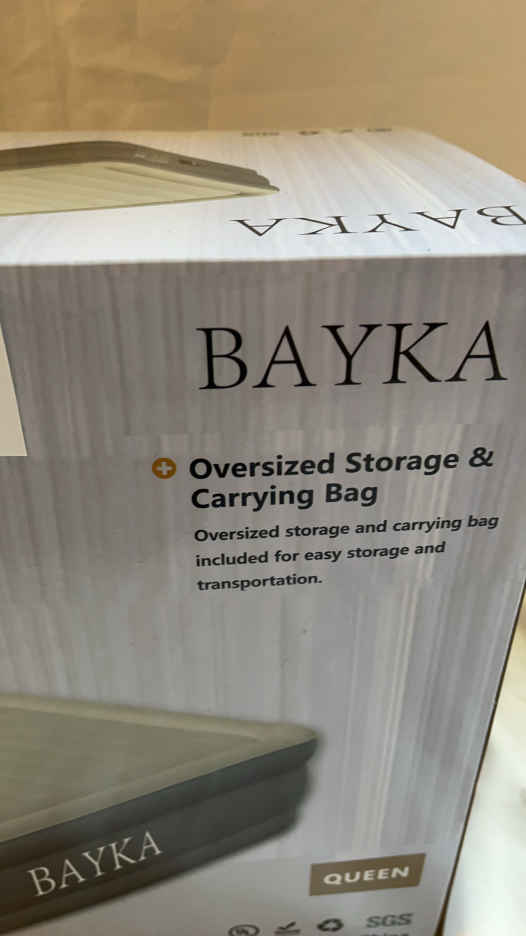 BAYKA
BAYKA
Oversized Storage &
Carrying Bag
Oversized storage and carrying bag
included for easy storage and
transportation.
BAYKA
QUEEN
SGS